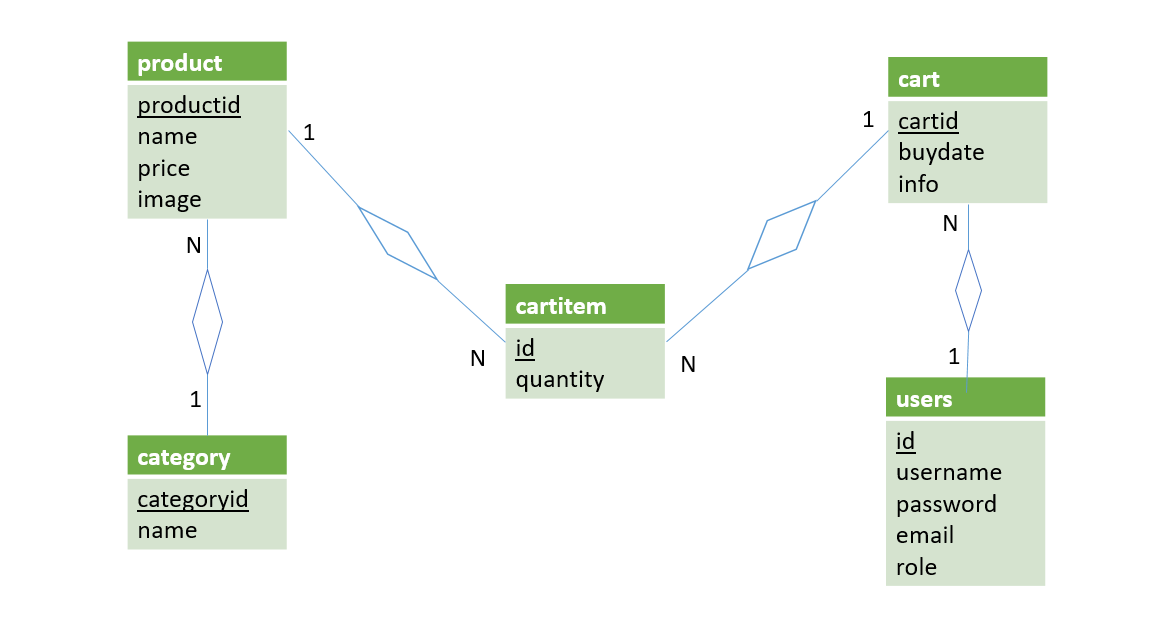 product
productid
name
price
image
1
N
1
category
categoryid
name
cartitem
id
quantity
N
N
cart
cartid
buydate
info
1
N
1
users
id
username
password
email
role